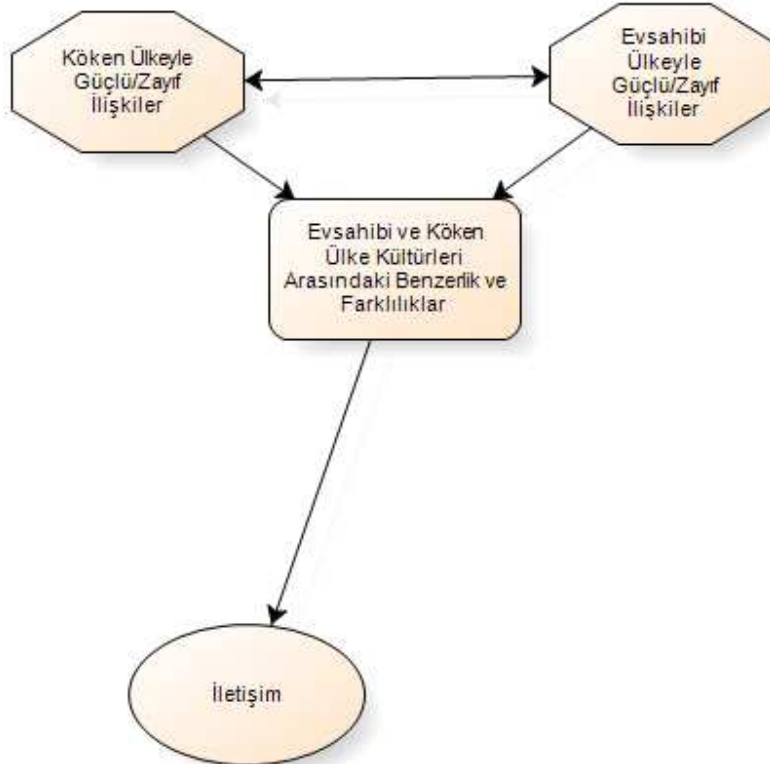 Köken Ülkeyle
Güçlü/Zayıf
İlişkiler
Evsahibi
Ülkeyle
Güçlü/Zayıf
İlişkiler
Evsahibi ve Köken
Ülke Kültürleri
Arasındaki Benzerlik ve
Farklılıklar
İletişim